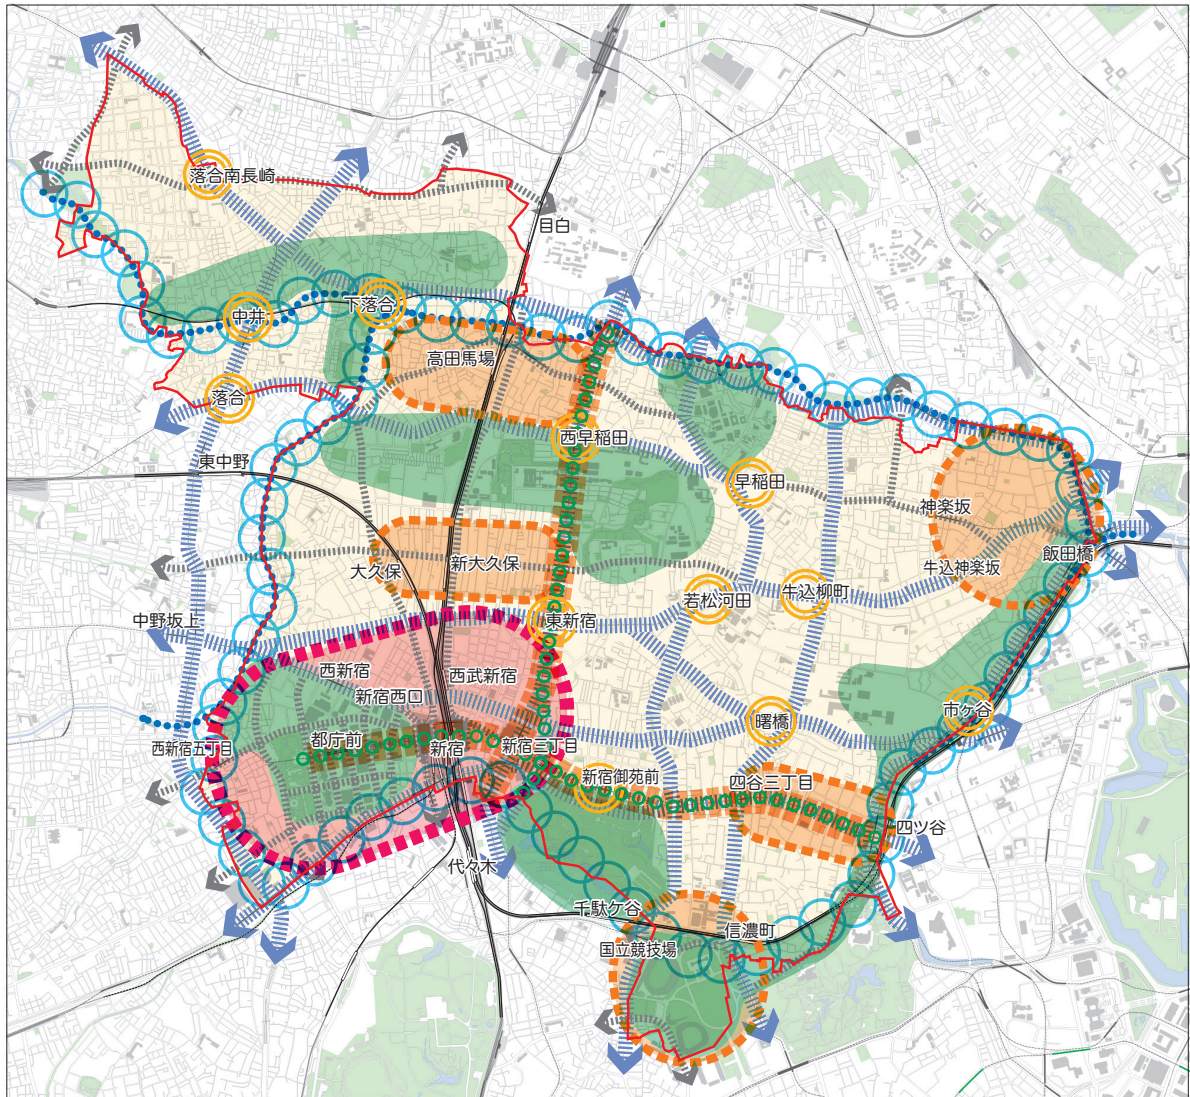 落合南長崎
目白
下落合
中井
高田馬場
落合
西早稲田
東中野
早稲田
神楽坂
飯田橋
新大久保
大久保
牛込神楽坂
牛込柳町
若松河田
中野坂上
東新宿
西新宿
西武新宿
新宿西口
市ケ谷
曙橋
都庁前
新宿
新宿三丁目
西新宿五丁目
新宿御苑前
四谷三丁目
四ツ谷
代々木
千駄ケ谷
信濃町
国立競技場